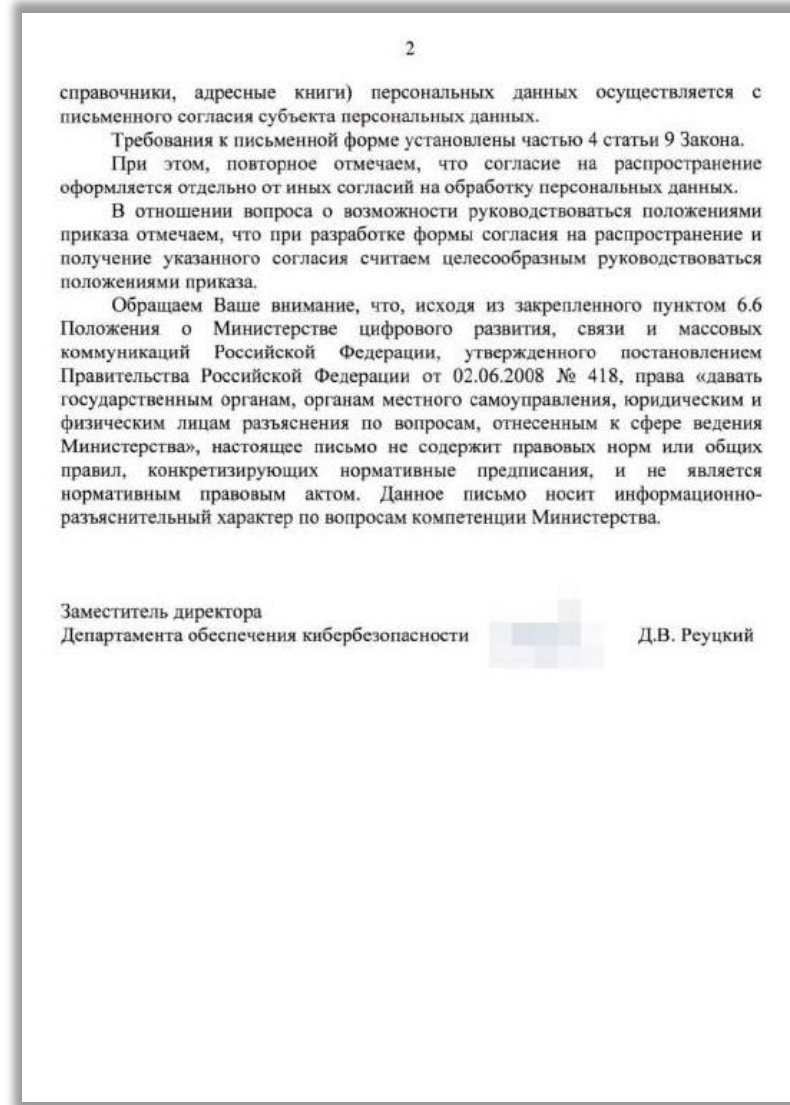 2
справочники, адресные книги) персональных данных осуществляется с
письменного согласия субъекта персональных данных.
Требования к письменной форме установлены частью 4 статьи 9 Закона.
При этом, повторное отмечаем, что согласие на распространение
оформляется отдельно от иных согласий на обработку персональных данных.
В отношении вопроса о возможности руководствоваться положениями
приказа отмечаем, что при разработке формы согласия на распространение и
получение указанного согласия считаем целесообразным руководствоваться
положениями приказа.
Обращаем Ваше внимание, что, исходя из закрепленного пунктом 6.6
Положения о Министерстве цифрового развития, связи и массовых
коммуникаций Российской Федерации, утвержденного постановлением
Правительства Российской Федерации от 02.06.2008 № 418, права «давать
государственным органам, органам местного самоуправления, юридическим и
физическим лицам разъяснения по вопросам, отнесенным к сфере ведения
Министерства», настоящее письмо не содержит правовых норм или общих
правил, конкретизирующих нормативные предписания, и не является
нормативным правовым актом. Данное письмо носит информационно-
разъяснительный характер по вопросам компетенции Министерства.
Заместитель директора
Департамента обеспечения кибербезопасности Д.В. Реуцкий